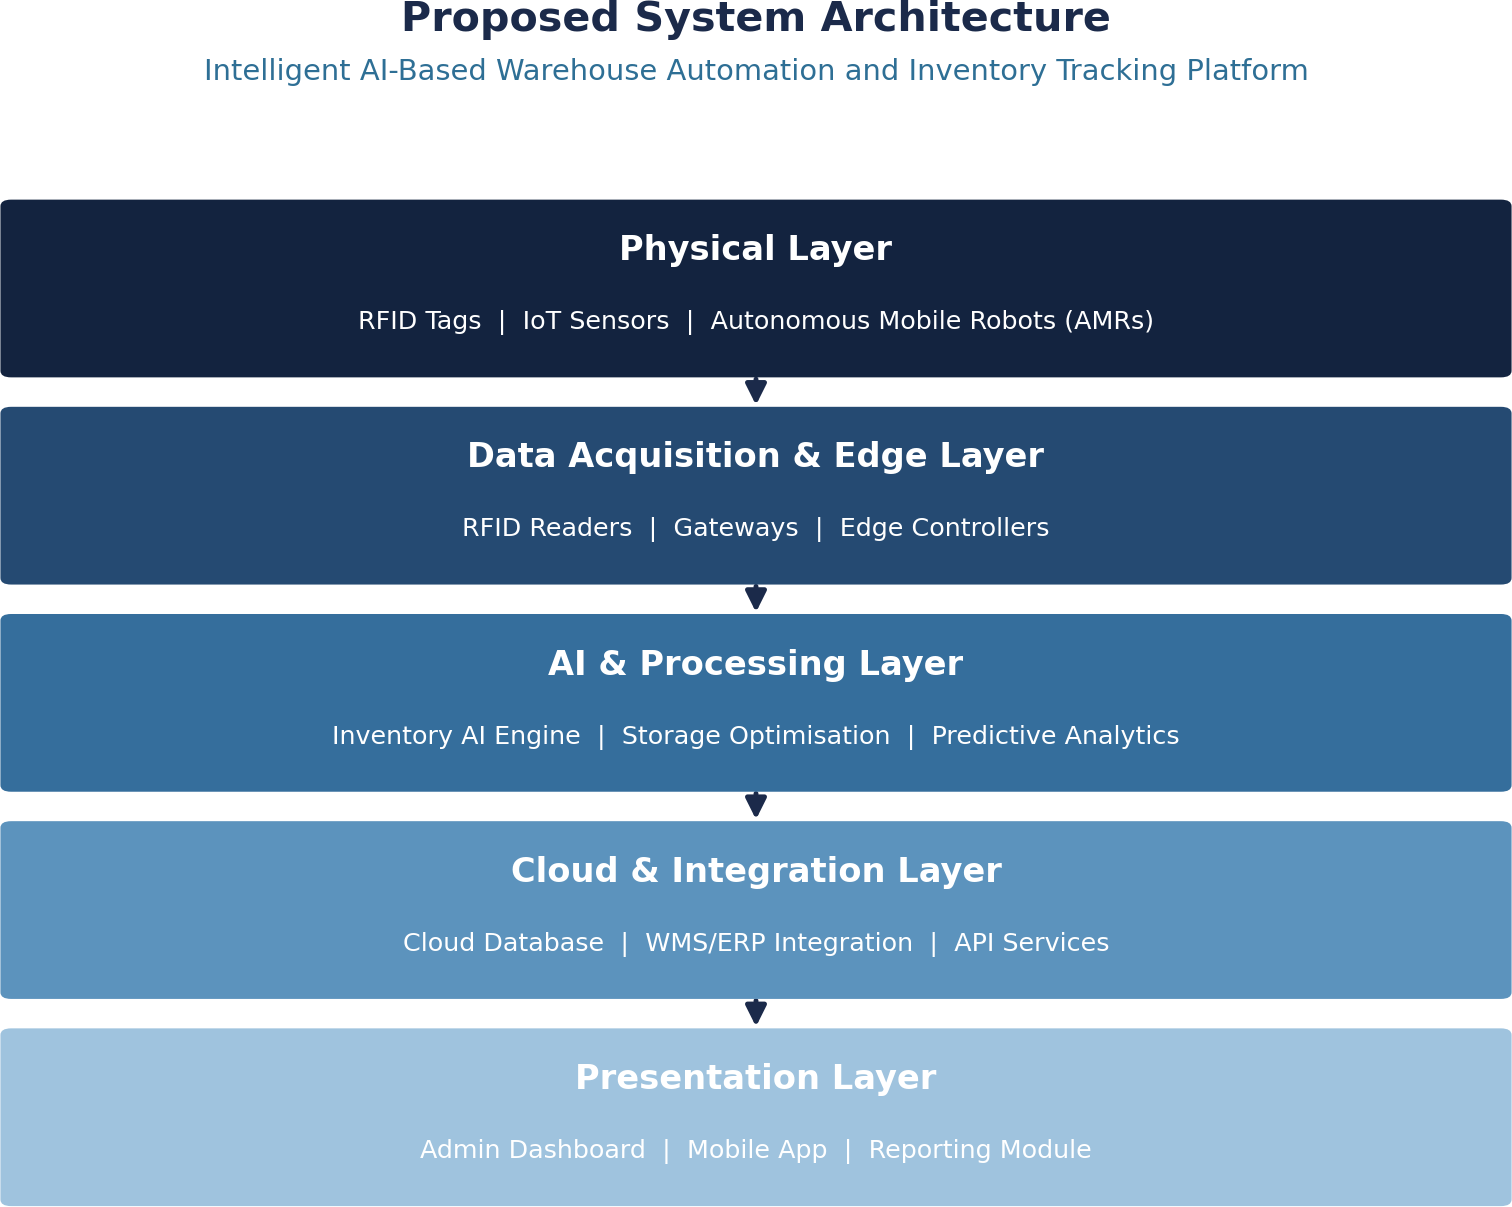 Proposed System Architecture
Intelligent AI-Based Warehouse Automation and Inventory Tracking Platform
Physical Layer
RFID Tags | IoT Sensors | Autonomous Mobile Robots (AMRs)
Data Acquisition & Edge Layer
RFID Readers | Gateways | Edge Controllers
AI & Processing Layer
Inventory AI Engine | Storage Optimisation | Predictive Analytics
Cloud & Integration Layer
Cloud Database | WMS/ERP Integration | API Services
Presentation Layer
Admin Dashboard | Mobile App | Reporting Module